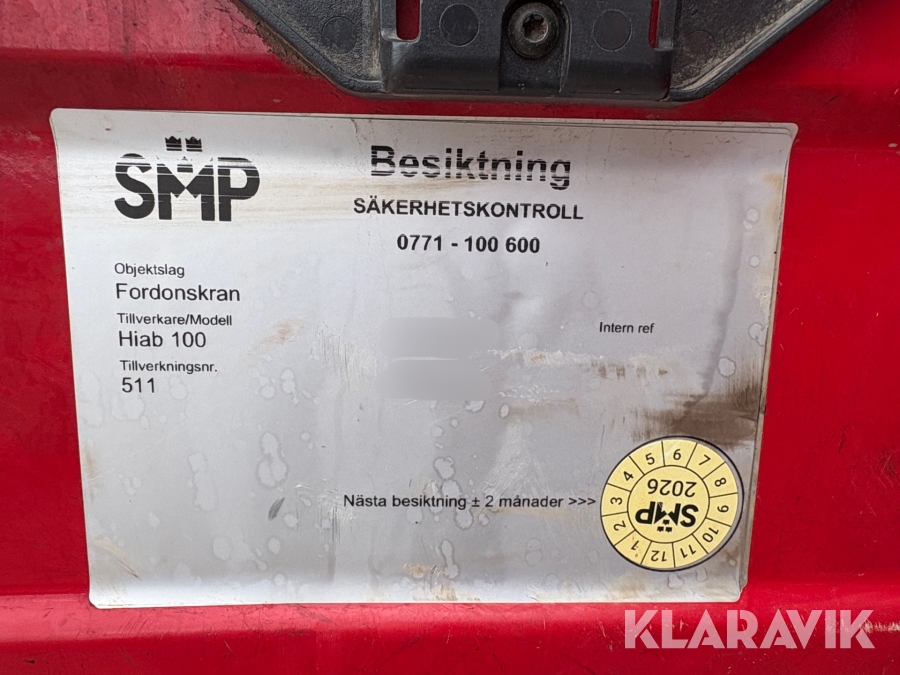 SMP
Besiktning
SÄKERHETSKONTROLL
0771 - 100 600
Objektslag
Fordonskran
Tillverkare/Modell
Hiab 100
Tillverkningsnr.
511
Intern ref
Nästa besiktning ± 2 månader >>>
1 2 3 4 5 6 7 8 9 10 11 12
2026
SMP
KLARAVIK